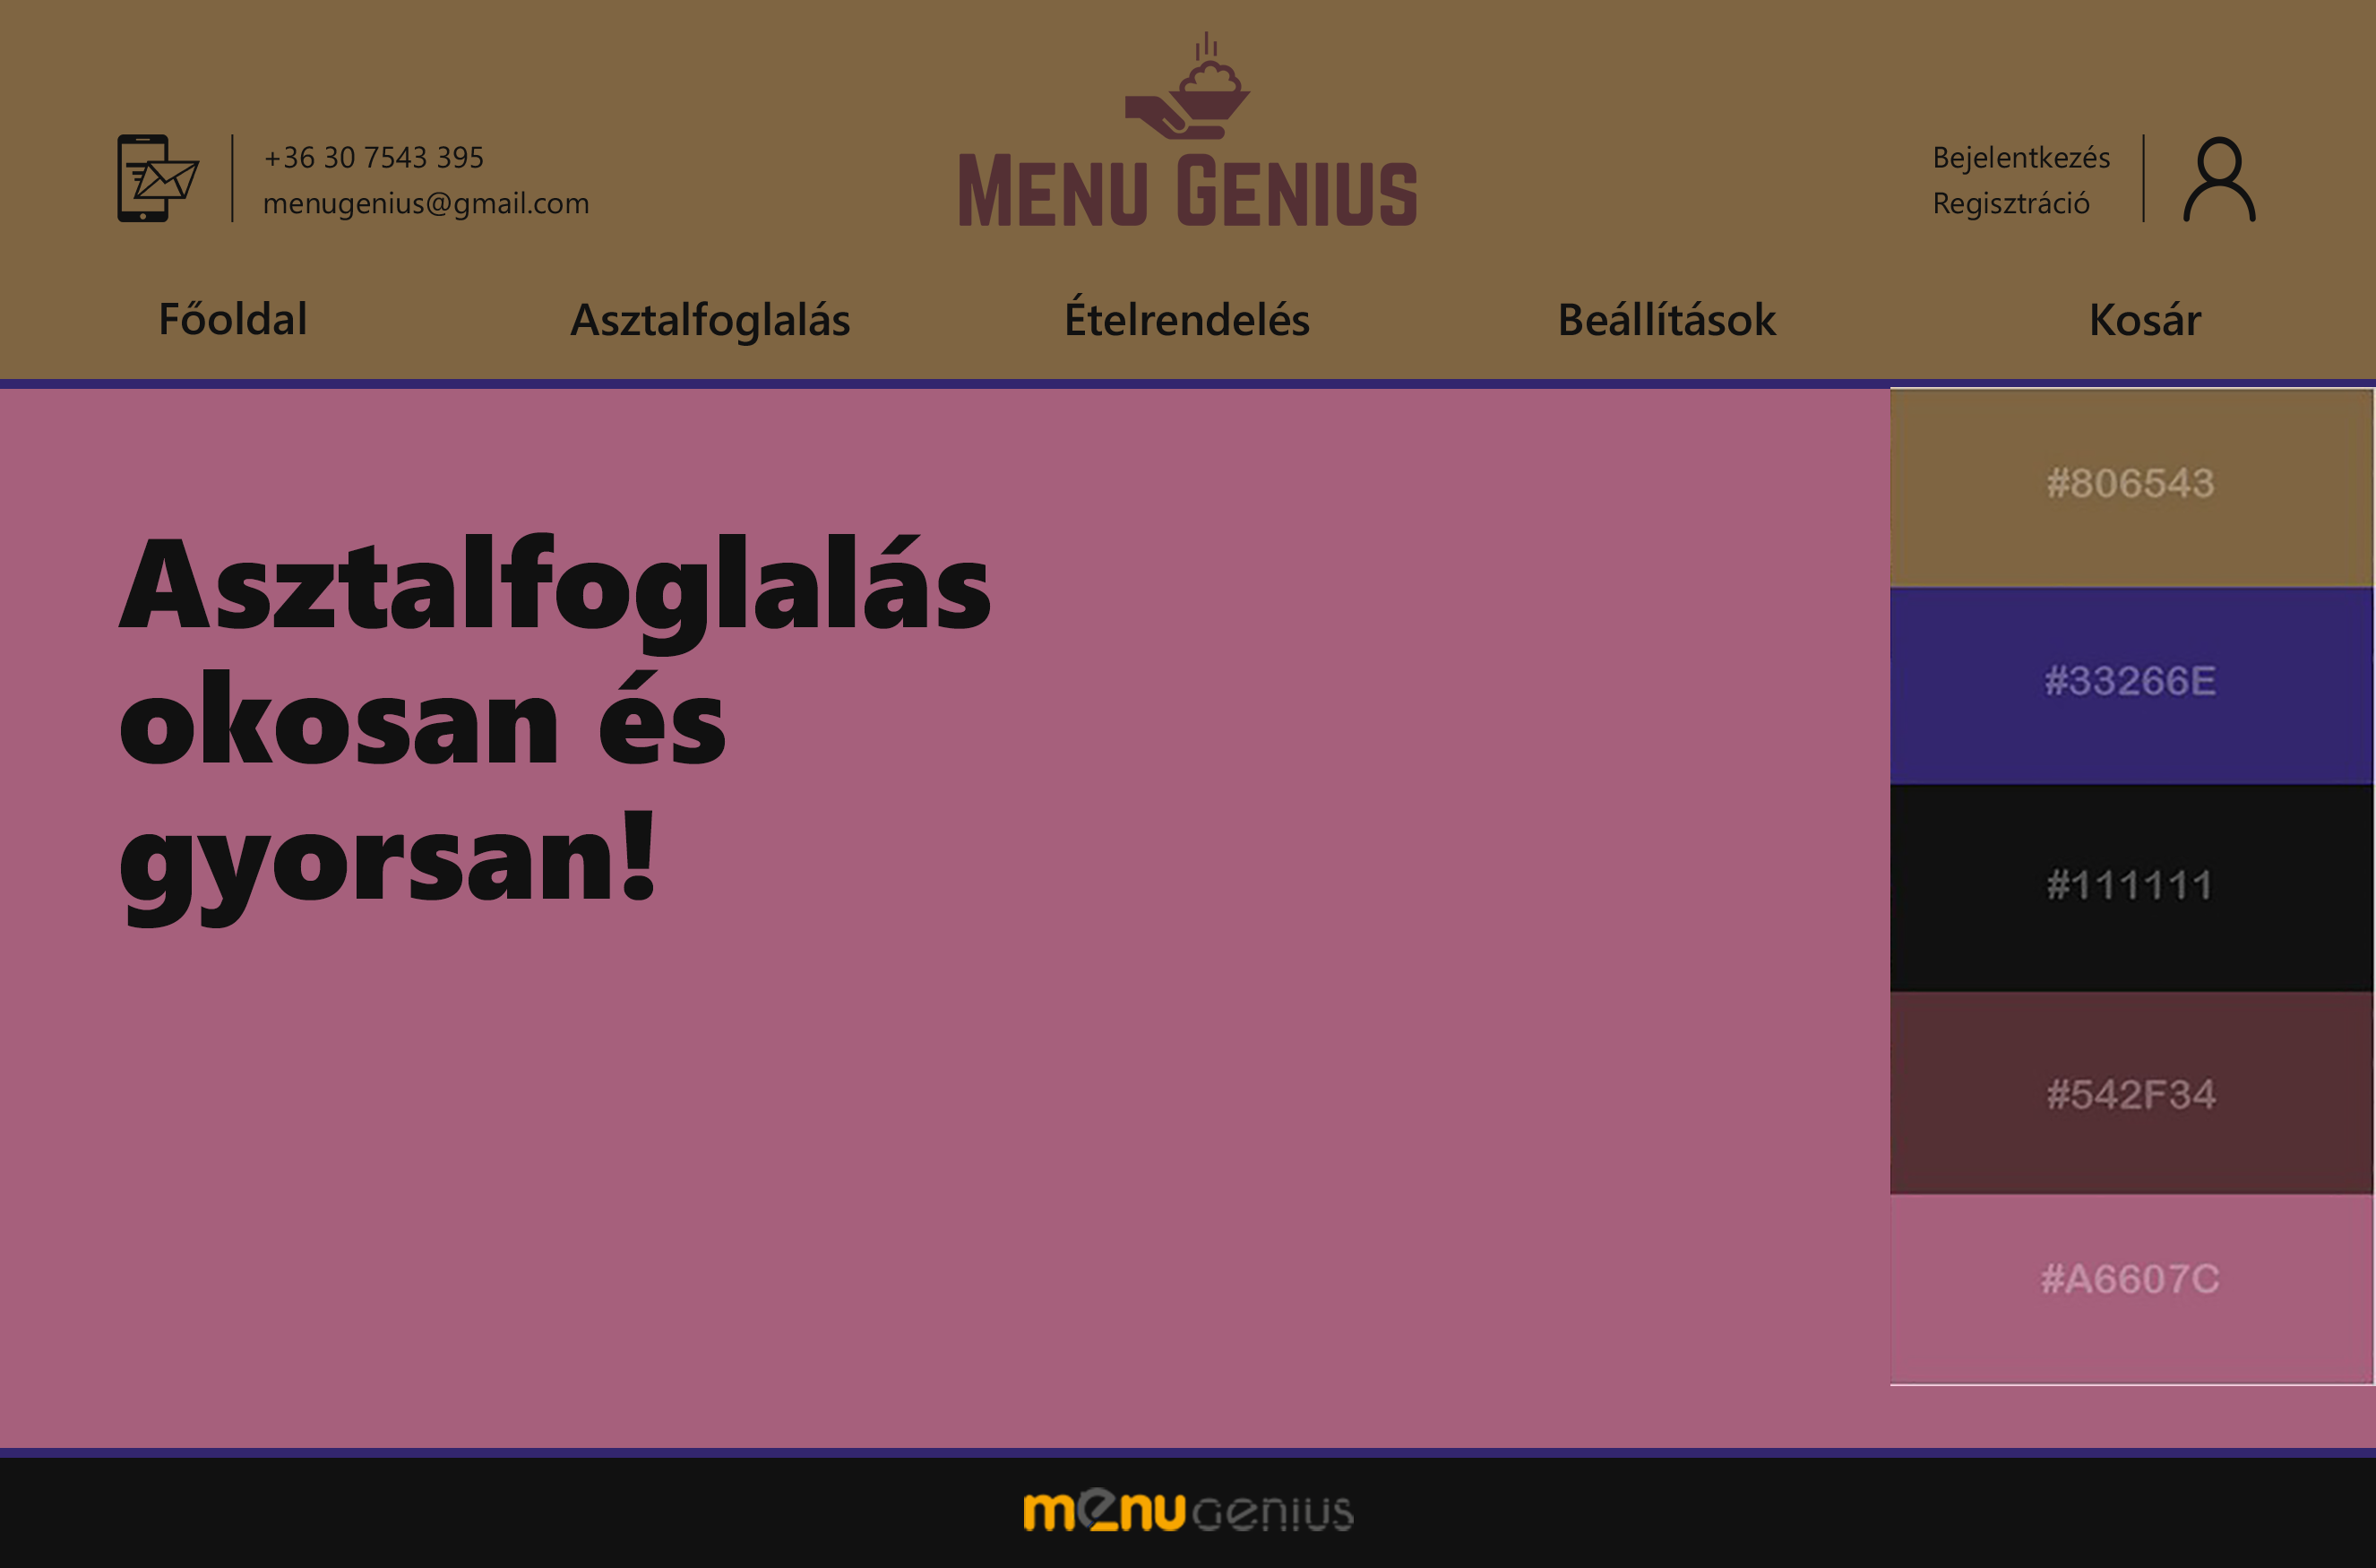 +36 30 7543 395
menugenius@gmail.com
MENU GENIUS
Bejelentkezés
Regisztráció
Főoldal
Asztalfoglalás
Ételrendelés
Beállítások
Kosár
Asztalfoglalás
okosan és
gyorsan!
#806543
#33266E
#111111
#542F34
#A6607C
menu genius